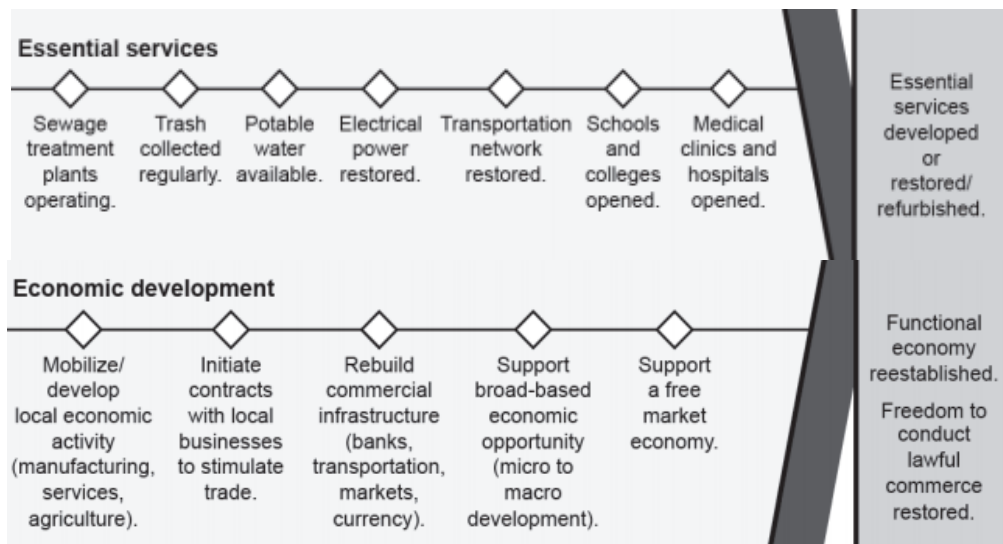 Essential services
Sewage
treatment
plants
operating.
Trash
collected
regularly.
Potable
water
available.
Electrical
power
restored.
Transportation
network
restored.
Schools
and
colleges
opened.
Medical
clinics and
hospitals
opened.
Essential
services
developed
or
restored/
refurbished.
Economic development
Mobilize/
develop
local economic
activity
(manufacturing,
services,
agriculture).
Initiate
contracts
with local
businesses
to stimulate
trade.
Rebuild
commercial
infrastructure
(banks,
transportation,
markets,
currency).
Support
broad-based
economic
opportunity
(micro to
macro
development).
Support
a free
market
economy.
Functional
economy
reestablished.
Freedom to
conduct
lawful
commerce
restored.